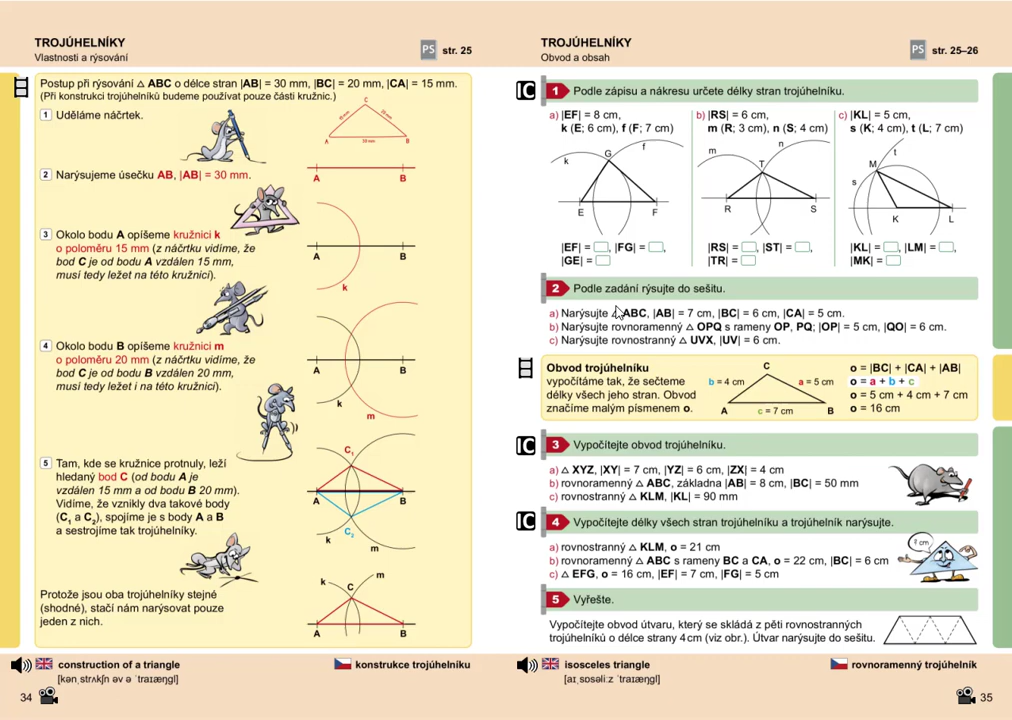 TROJÚHELNÍKY
Vlastnosti a rýsování
PS str. 25
Postup při rýsování △ ABC o délce stran |AB| = 30 mm, |BC| = 20 mm, |CA| = 15 mm.
(Při konstrukci trojúhelníků budeme používat pouze části kružnic.)
1 Uděláme náčrtek.
C
15 mm
20 mm
A 30 mm B
2 Narýsujeme úsečku AB, |AB| = 30 mm.
A B
3 Okolo bodu A opíšeme kružnici k
o poloměru 15 mm (z náčrtku vidíme, že
bod C je od bodu A vzdálen 15 mm,
musí tedy ležet na této kružnici).
A B
k
4 Okolo bodu B opíšeme kružnici m
o poloměru 20 mm (z náčrtku vidíme, že
bod C je od bodu B vzdálen 20 mm,
musí tedy ležet i na této kružnici).
A B
k
m
5 Tam, kde se kružnice protnuly, leží
hledaný bod C (od bodu A je
vzdálen 15 mm a od bodu B 20 mm).
Vidíme, že vznikly dva takové body
(C₁ a C₂), spojíme je s body A a B
a sestrojíme tak trojúhelníky.
C₁
A B
C₂
k
m
Protože jsou oba trojúhelníky stejné
(shodné), stačí nám narýsovat pouze
jeden z nich.
k
m
C
A B
construction of a triangle
[kənˌstrʌkʃn əv ə ˈtraɪæŋgl]
konstrukce trojúhelníku
34
TROJÚHELNÍKY
Obvod a obsah
PS str. 25–26
1 Podle zápisu a nákresu určete délky stran trojúhelníku.
a) |EF| = 8 cm,
k (E; 6 cm), f (F; 7 cm)
k
G
f
E F
|EF| = , |FG| = ,
|GE| =
b) |RS| = 6 cm,
m (R; 3 cm), n (S; 4 cm)
m
n
T
R S
|RS| = , |ST| = ,
|TR| =
c) |KL| = 5 cm,
s (K; 4 cm), t (L; 7 cm)
t
M
s
K L
|KL| = , |LM| = ,
|MK| =
2 Podle zadání rýsujte do sešitu.
a) Narýsujte △ ABC, |AB| = 7 cm, |BC| = 6 cm, |CA| = 5 cm.
b) Narýsujte rovnoramenný △ OPQ s rameny OP, PQ; |OP| = 5 cm, |QO| = 6 cm.
c) Narýsujte rovnostranný △ UVX, |UV| = 6 cm.
Obvod trojúhelníku
vypočítáme tak, že sečteme
délky všech jeho stran. Obvod
značíme malým písmenem o.
C
b = 4 cm
a = 5 cm
A c = 7 cm B
o = |BC| + |CA| + |AB|
o = a + b + c
o = 5 cm + 4 cm + 7 cm
o = 16 cm
3 Vypočítejte obvod trojúhelníku.
a) △ XYZ, |XY| = 7 cm, |YZ| = 6 cm, |ZX| = 4 cm
b) rovnoramenný △ ABC, základna |AB| = 8 cm, |BC| = 50 mm
c) rovnostranný △ KLM, |KL| = 90 mm
4 Vypočítejte délky všech stran trojúhelníku a trojúhelník narýsujte.
a) rovnostranný △ KLM, o = 21 cm
b) rovnoramenný △ ABC s rameny BC a CA, o = 22 cm, |BC| = 6 cm
c) △ EFG, o = 16 cm, |EF| = 7 cm, |FG| = 5 cm
? cm
5 Vyřešte.
Vypočítejte obvod útvaru, který se skládá z pěti rovnostranných
trojúhelníků o délce strany 4 cm (viz obr.). Útvar narýsujte do sešitu.
isosceles triangle
[aɪˌsɒsəliːz ˈtraɪæŋgl]
rovnoramenný trojúhelník
35